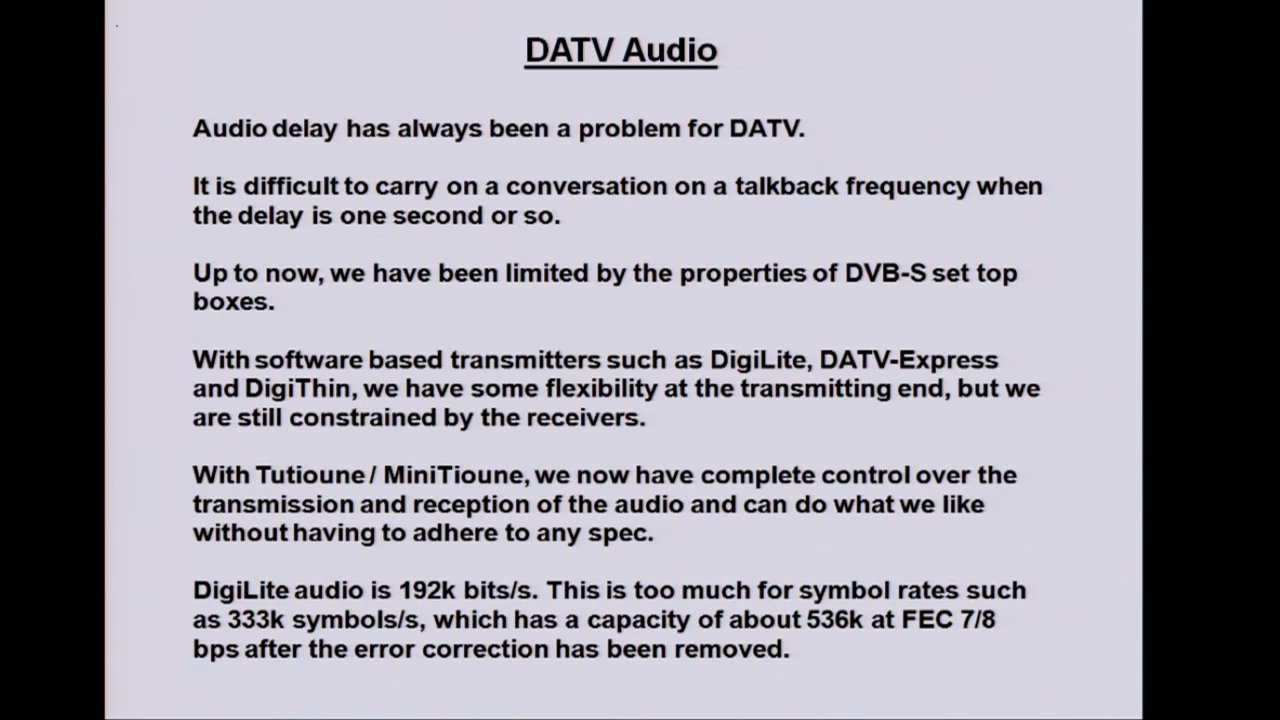 DATV Audio
Audio delay has always been a problem for DATV.
It is difficult to carry on a conversation on a talkback frequency when
the delay is one second or so.
Up to now, we have been limited by the properties of DVB-S set top
boxes.
With software based transmitters such as DigiLite, DATV-Express
and DigiThin, we have some flexibility at the transmitting end, but we
are still constrained by the receivers.
With Tutioune / MiniTioune, we now have complete control over the
transmission and reception of the audio and can do what we like
without having to adhere to any spec.
DigiLite audio is 192k bits/s. This is too much for symbol rates such
as 333k symbols/s, which has a capacity of about 536k at FEC 7/8
bps after the error correction has been removed.